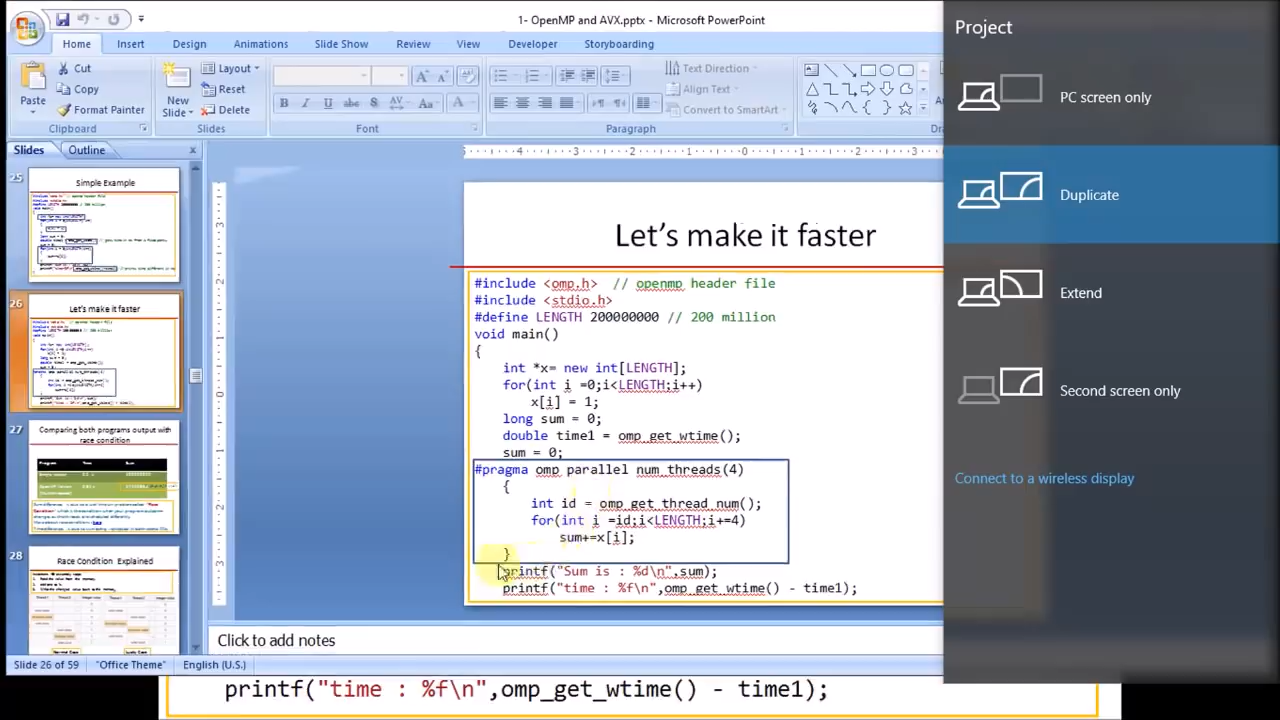 1- OpenMP and AVX.pptx - Microsoft PowerPoint
Home Insert Design Animations Slide Show Review View Developer Storyboarding
Paste
Cut
Copy
Format Painter
Clipboard
New Slide
Layout
Reset
Delete
Slides
Font
Text Direction
Align Text
Convert to SmartArt
Paragraph
Slides Outline
25
Simple Example
26
Let's make it faster
27
Comparing both programs output with
race condition
28
Race Condition Explained
Let's make it faster
#include <omp.h> // openmp header file
#include <stdio.h>
#define LENGTH 200000000 // 200 million
void main()
{
int *x= new int[LENGTH];
for(int i =0;i<LENGTH;i++)
x[i] = 1;
long sum = 0;
double time1 = omp_get_wtime();
sum = 0;
#pragma omp parallel num_threads(4)
{
int id = omp_get_thread_num();
for(int i =id;i<LENGTH;i+=4)
sum+=x[i];
}
printf("Sum is : %d\n",sum);
printf("time : %f\n",omp_get_wtime() - time1);
Click to add notes
Slide 26 of 59 "Office Theme" English (U.S.)
printf("time : %f\n",omp_get_wtime() - time1);
Project
PC screen only
Duplicate
Extend
Second screen only
Connect to a wireless display